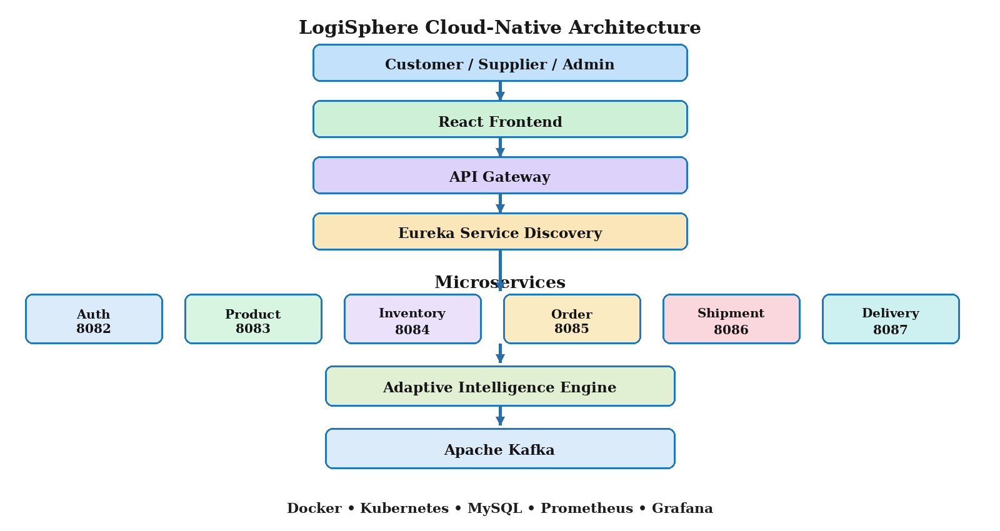 LogiSphere Cloud-Native Architecture
Customer / Supplier / Admin
React Frontend
API Gateway
Eureka Service Discovery
Microservices
Auth
8082
Product
8083
Inventory
8084
Order
8085
Shipment
8086
Delivery
8087
Adaptive Intelligence Engine
Apache Kafka
Docker • Kubernetes • MySQL • Prometheus • Grafana